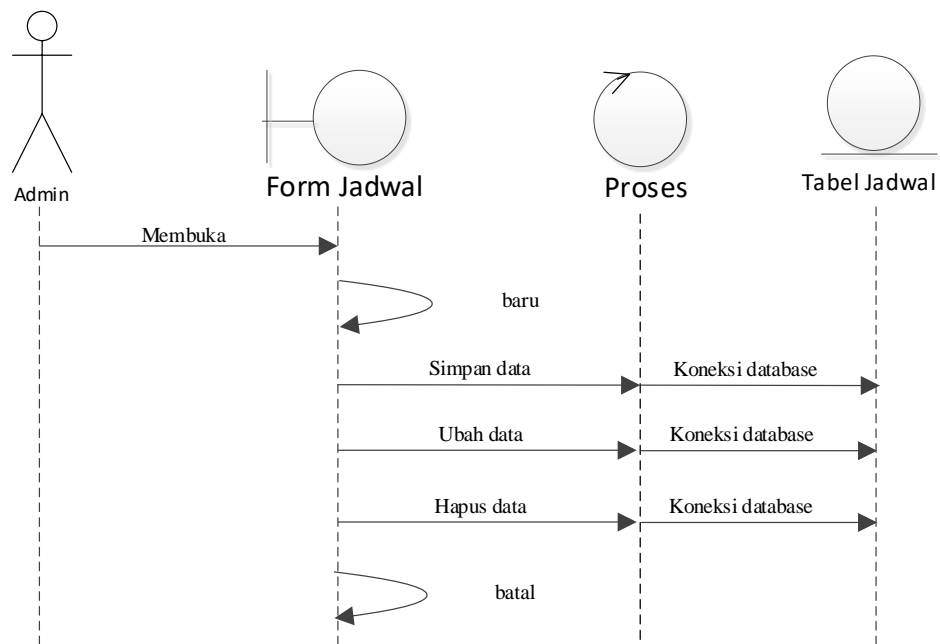 Admin
Form Jadwal
Proses
Tabel Jadwal
Membuka
baru
Simpan data
Koneksi database
Ubah data
Koneksi database
Hapus data
Koneksi database
batal